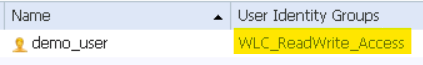 Name User Identity Groups
demo_user WLC_ReadWrite_Access